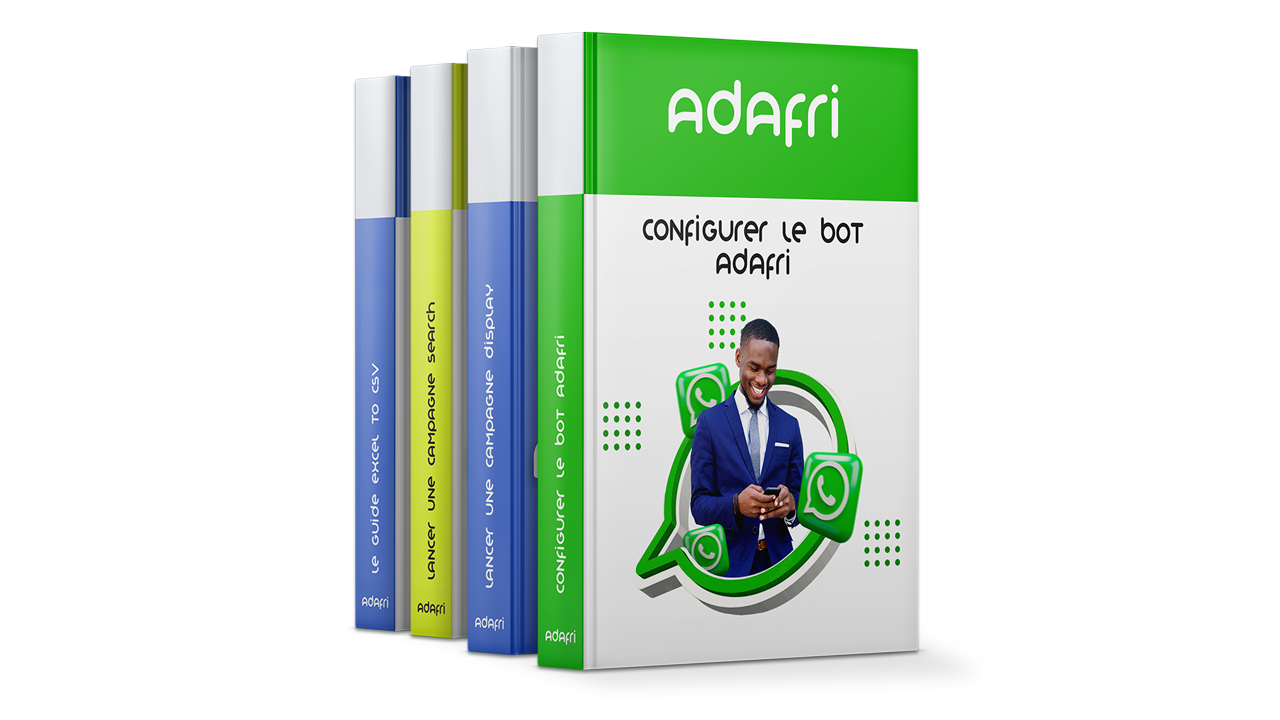 Adafri
Configurer le bot
Adafri
Le guide Excel to CSV
Adafri
Lancer une campagne search
Adafri
Lancer une campagne display
Adafri
Configurer le bot Adafri
Adafri